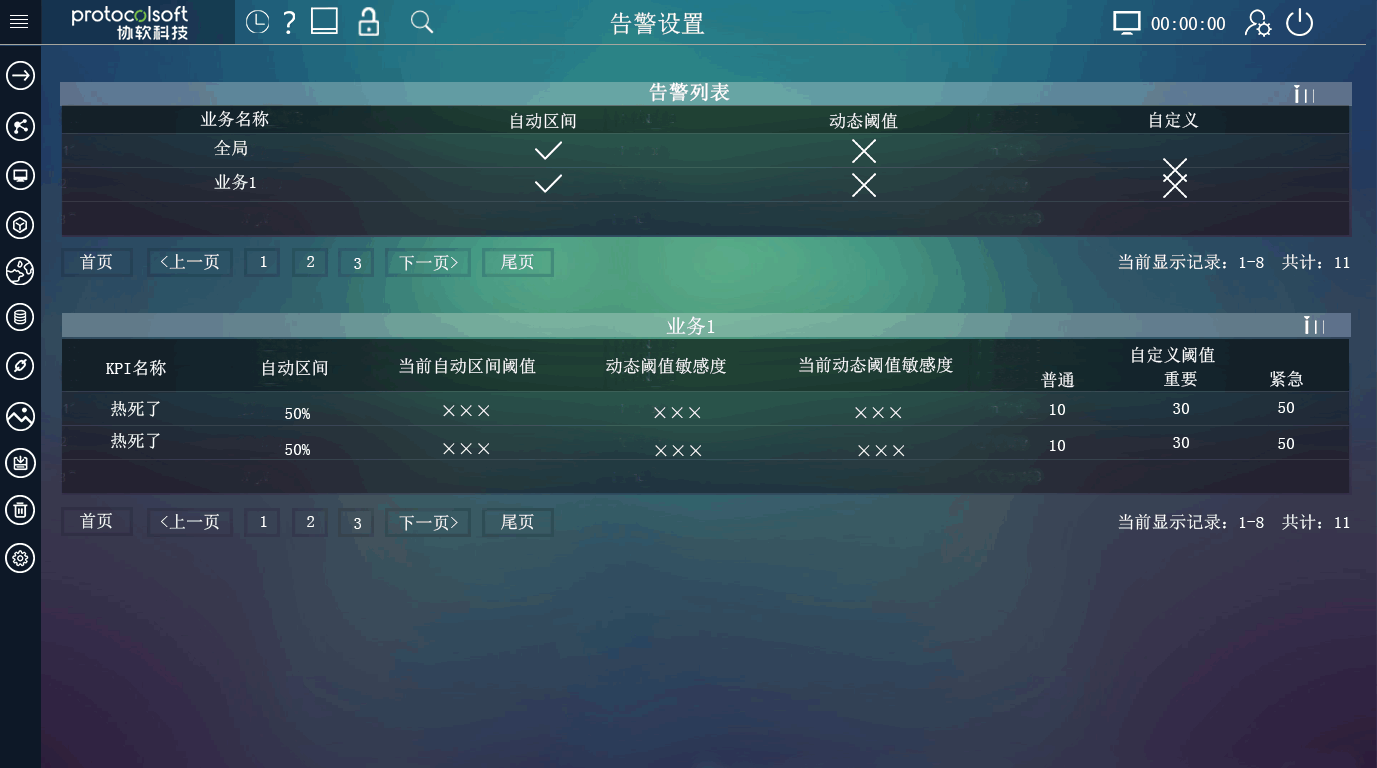 protocolsoft
协软科技
?
告警设置
00:00:00
告警列表
业务名称 自动区间 动态阈值 自定义
全局
业务1
首页 <上一页 1 2 3 下一页> 尾页 当前显示记录：1-8 共计：11
业务1
KPI名称 自动区间 当前自动区间阈值 动态阈值敏感度 当前动态阈值敏感度 自定义阈值
普通 重要 紧急
热死了 50% ××× ××× ××× 10 30 50
热死了 50% ××× ××× ××× 10 30 50
首页 <上一页 1 2 3 下一页> 尾页 当前显示记录：1-8 共计：11